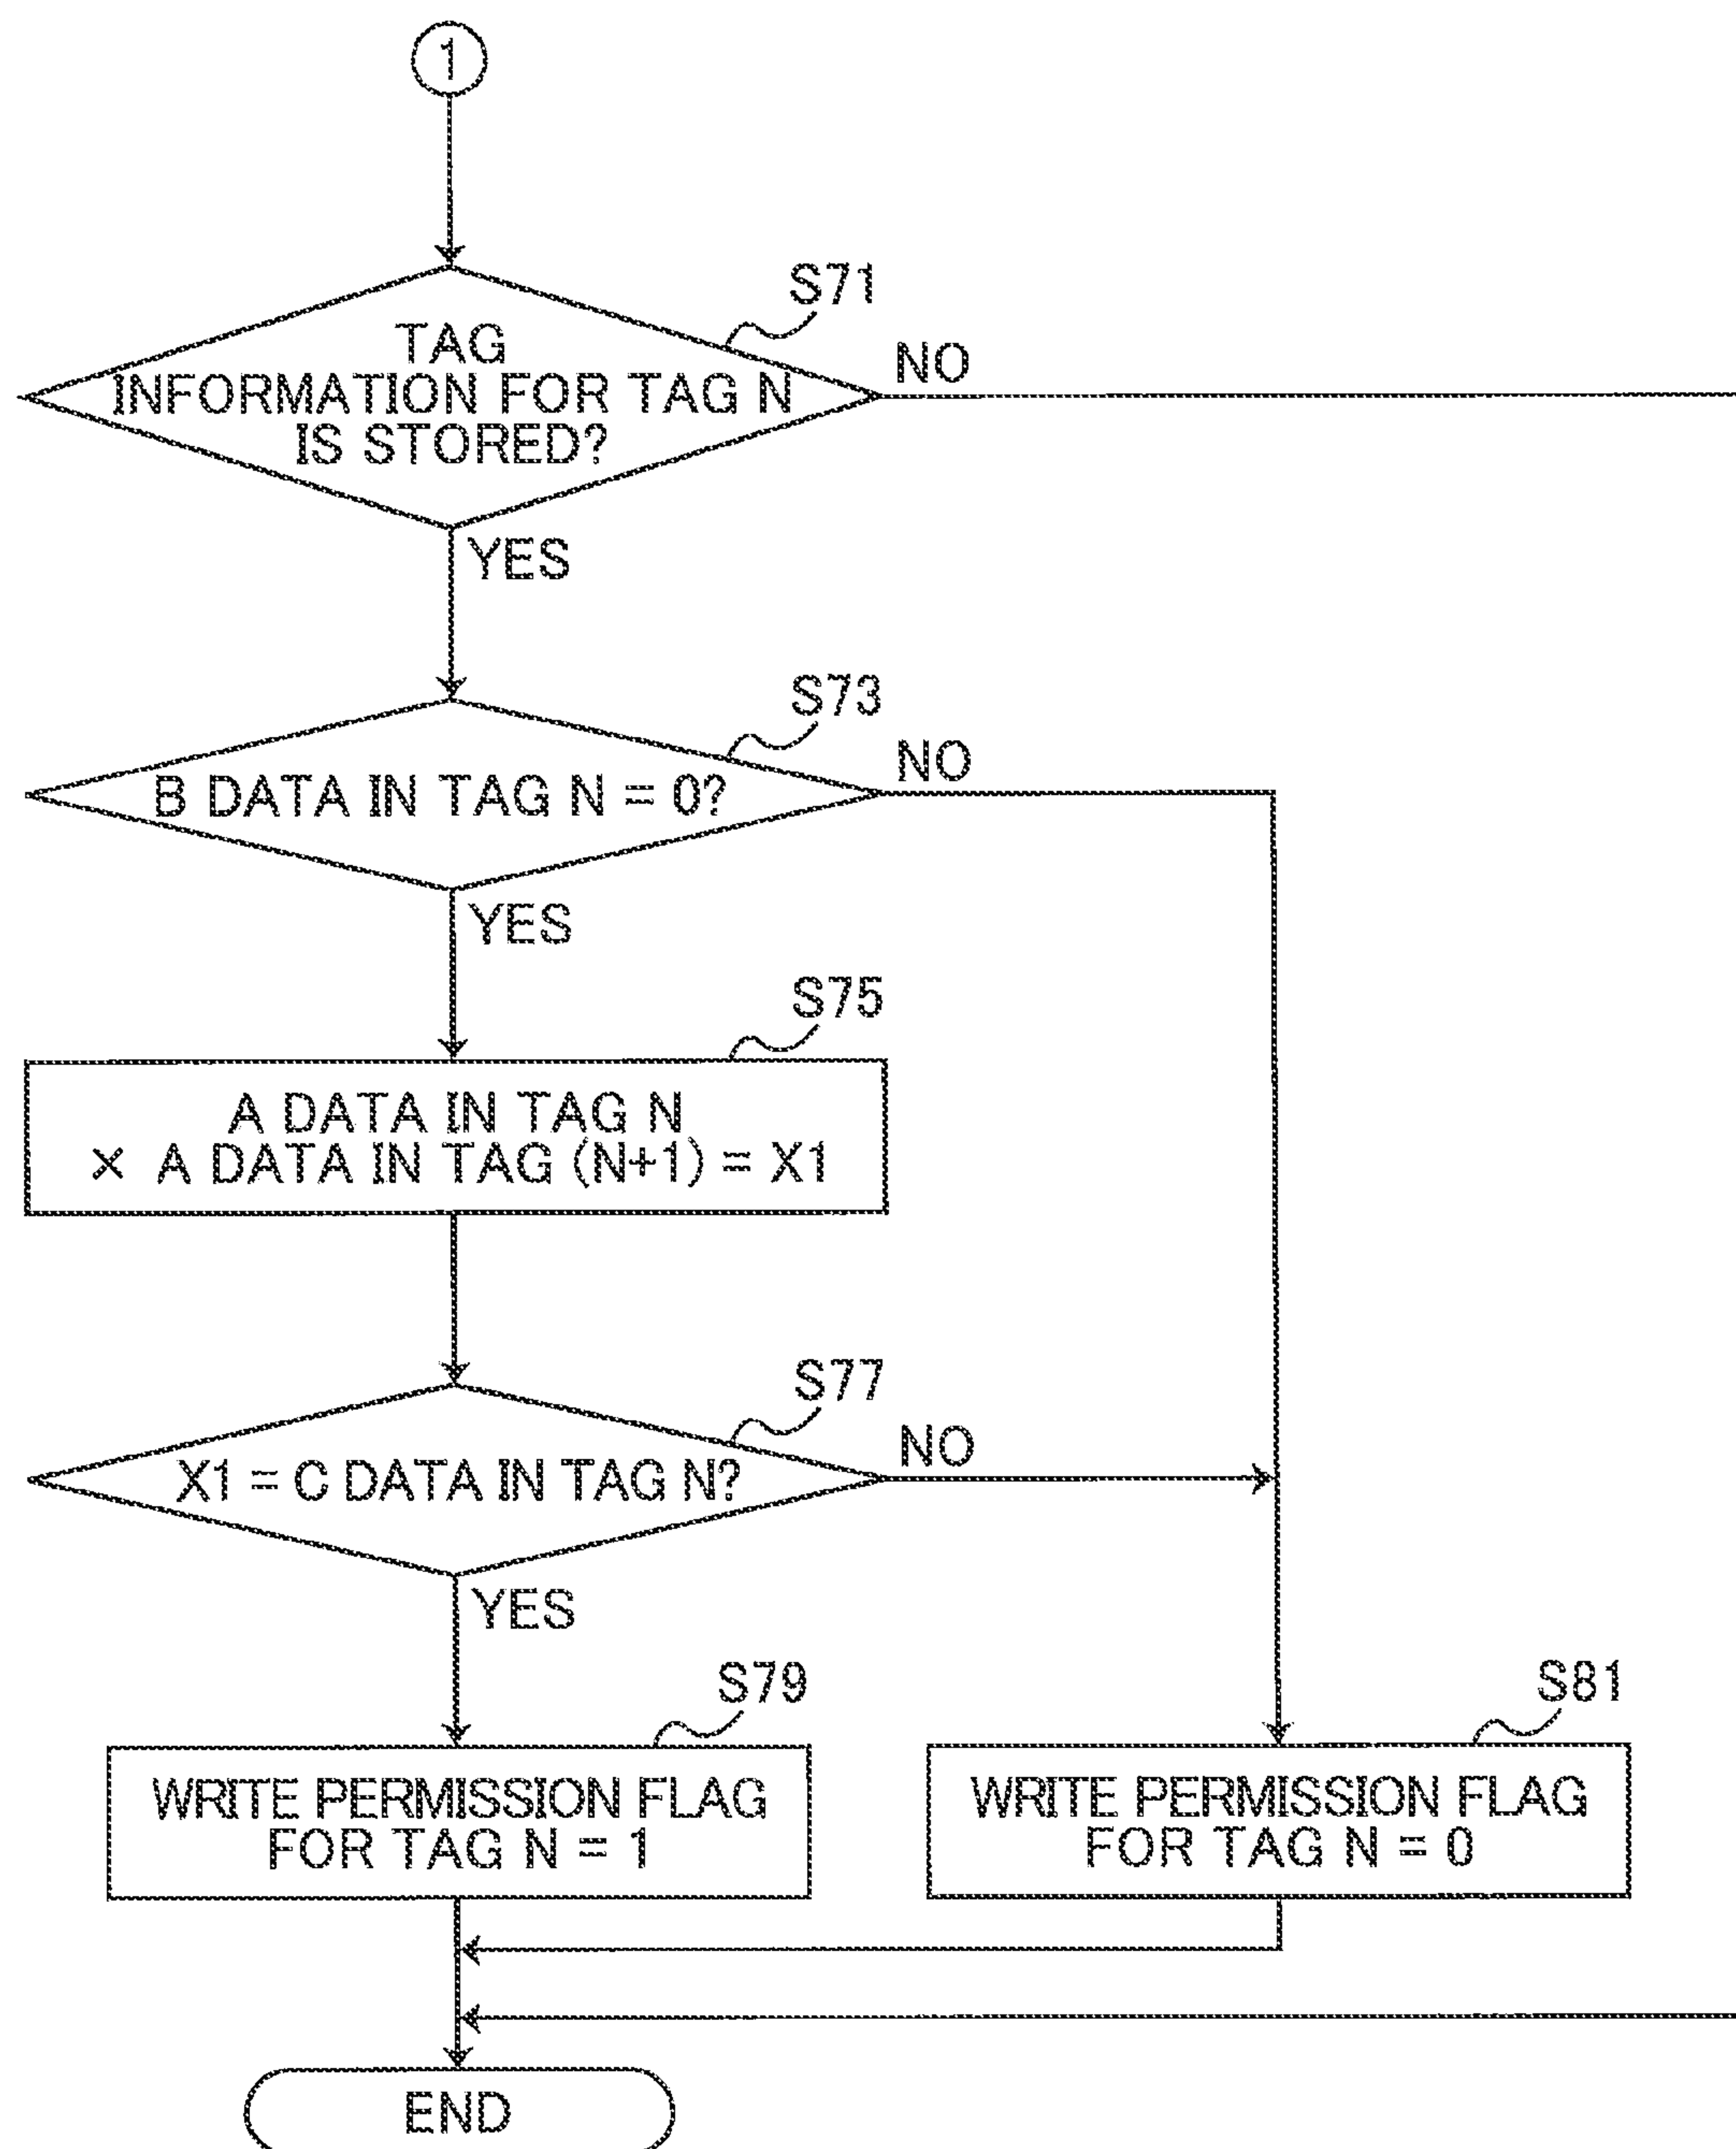 1
S71
TAG
INFORMATION FOR TAG N
IS STORED?
NO
YES
S73
B DATA IN TAG N = 0?
NO
YES
S75
A DATA IN TAG N
× A DATA IN TAG (N+1) = X1
S77
X1 = C DATA IN TAG N?
NO
YES
S79
WRITE PERMISSION FLAG
FOR TAG N = 1
S81
WRITE PERMISSION FLAG
FOR TAG N = 0
END